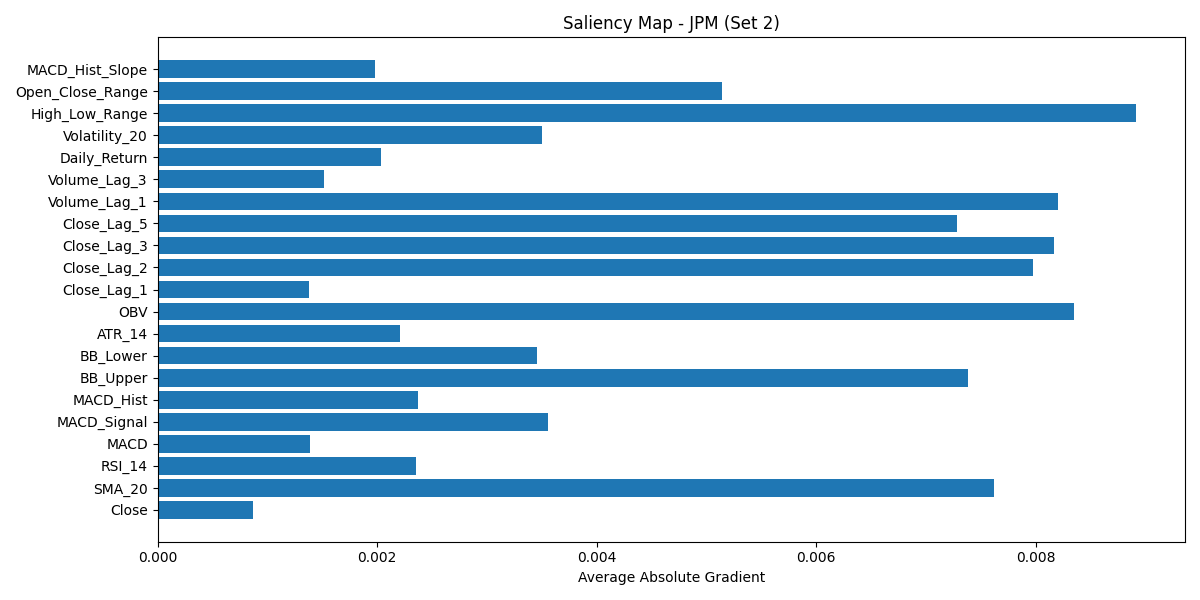 Saliency Map - JPM (Set 2)
MACD_Hist_Slope
Open_Close_Range
High_Low_Range
Volatility_20
Daily_Return
Volume_Lag_3
Volume_Lag_1
Close_Lag_5
Close_Lag_3
Close_Lag_2
Close_Lag_1
OBV
ATR_14
BB_Lower
BB_Upper
MACD_Hist
MACD_Signal
MACD
RSI_14
SMA_20
Close
0.000 0.002 0.004 0.006 0.008
Average Absolute Gradient